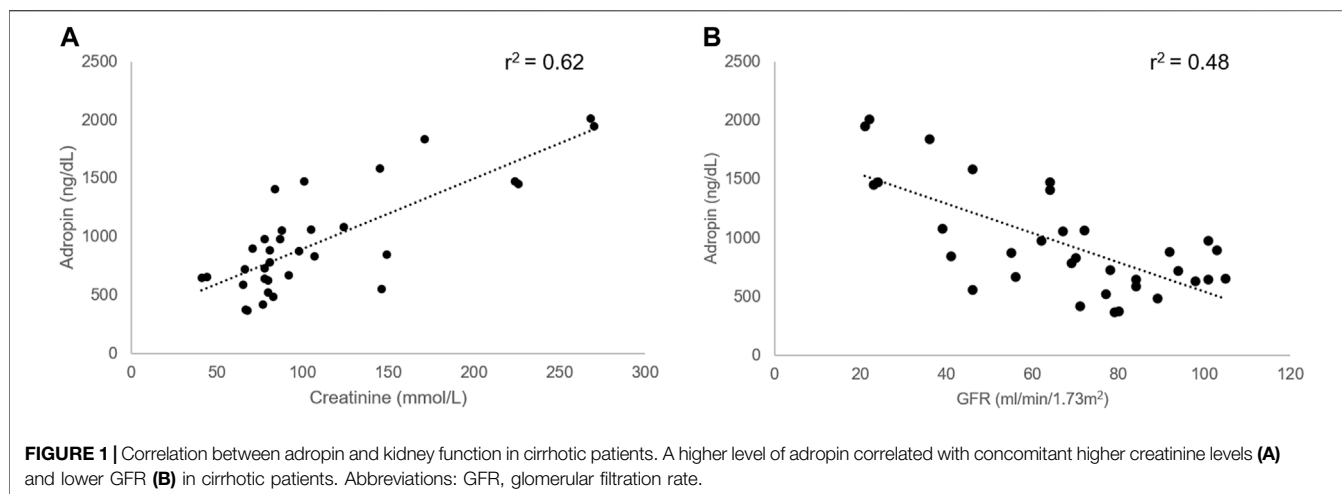 A
r² = 0.62
Adropin (ng/dL)
2500
2000
1500
1000
500
0
0 50 100 150 200 250 300
Creatinine (mmol/L)
B
r² = 0.48
Adropin (ng/dL)
2500
2000
1500
1000
500
0
0 20 40 60 80 100 120
GFR (ml/min/1.73m²)
FIGURE 1 | Correlation between adropin and kidney function in cirrhotic patients. A higher level of adropin correlated with concomitant higher creatinine levels (A)
and lower GFR (B) in cirrhotic patients. Abbreviations: GFR, glomerular filtration rate.